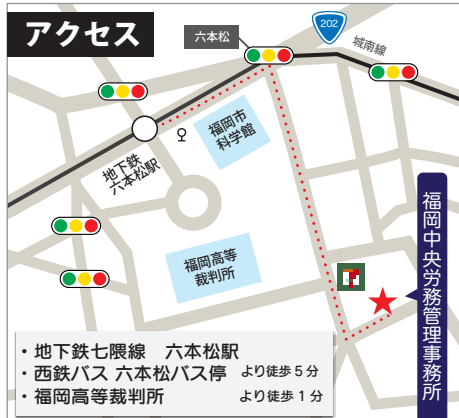 アクセス
六本松
202
城南線
地下鉄
六本松駅
福岡市
科学館
福岡高等
裁判所
福岡中央労務管理事務所
・地下鉄七隈線　六本松駅
・西鉄バス 六本松バス停 より徒歩5分
・福岡高等裁判所 より徒歩1分